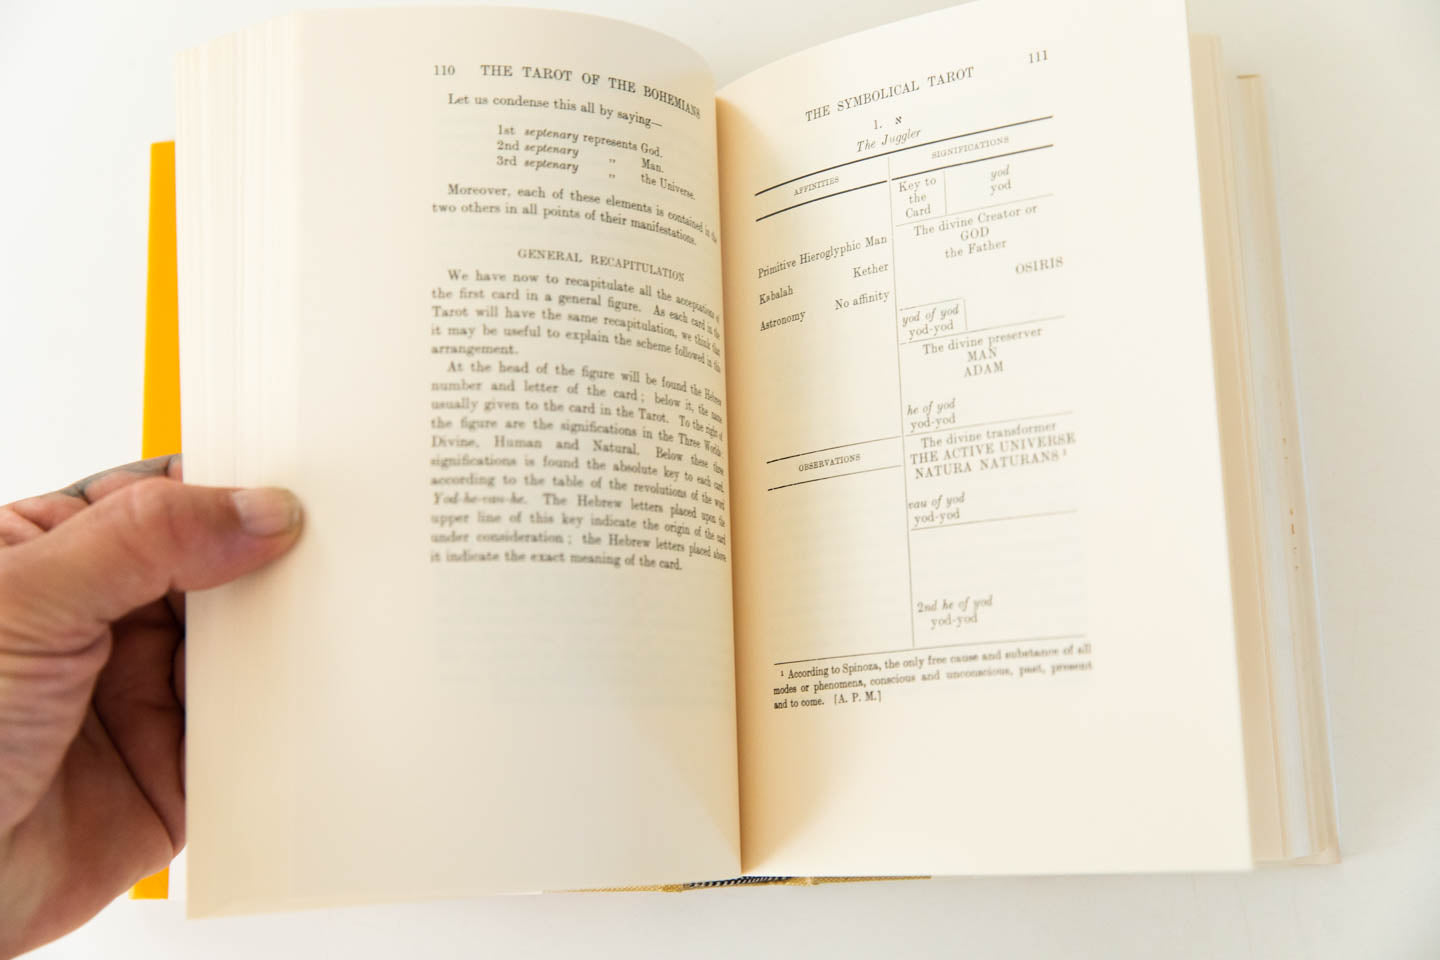 110 THE TAROT OF THE BOHEMIANS
Let us condense this all by saying—
1st septenary represents God.
2nd septenary „ Man.
3rd septenary „ the Universe.
Moreover, each of these elements is contained in the
two others in all points of their manifestations.
GENERAL RECAPITULATION
We have now to recapitulate all the acceptations of
the first card in a general figure. As each card in the
Tarot will have the same recapitulation, we think that
it may be useful to explain the scheme followed in this
arrangement.
At the head of the figure will be found the Hebrew
number and letter of the card; below it, the name
usually given to the card in the Tarot. To the right of
the figure are the significations in the Three Worlds:
Divine, Human and Natural. Below these three
significations is found the absolute key to each card,
according to the table of the revolutions of the word
Yod-he-vau-he. The Hebrew letters placed upon the
upper line of this key indicate the origin of the card
under consideration; the Hebrew letters placed above
it indicate the exact meaning of the card.
THE SYMBOLICAL TAROT 111
1. א
The Juggler
AFFINITIES
SIGNIFICATIONS
Key to
the
Card
yod
yod
Primitive Hieroglyphic Man
Kabalah Kether
Astronomy No affinity
The divine Creator or
GOD
the Father
OSIRIS
yod of yod
yod-yod
The divine preserver
MAN
ADAM
he of yod
yod-yod
OBSERVATIONS
The divine transformer
THE ACTIVE UNIVERSE
NATURA NATURANS ¹
vau of yod
yod-yod
2nd he of yod
yod-yod
¹ According to Spinoza, the only free cause and substance of all
modes or phenomena, conscious and unconscious, past, present
and to come. [A. P. M.]